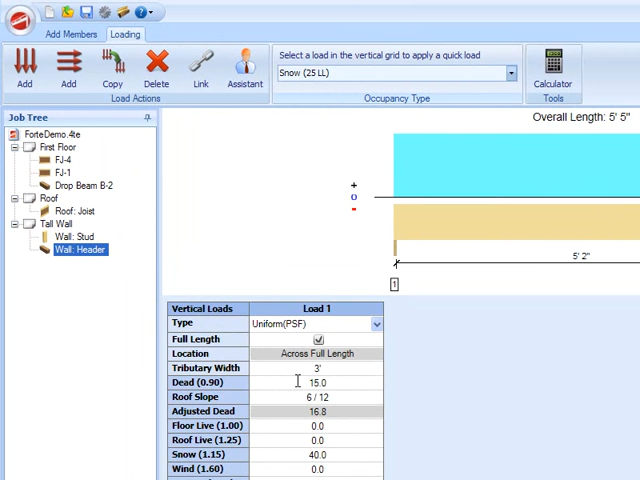 Add Members
Loading
Add
Add
Copy
Delete
Link
Assistant
Load Actions
Select a load in the vertical grid to apply a quick load
Snow (25 LL)
Occupancy Type
Calculator
Tools
Job Tree
ForteDemo.4te
First Floor
FJ-4
FJ-1
Drop Beam B-2
Roof
Roof: Joist
Tall Wall
Wall: Stud
Wall: Header
Overall Length: 5' 5"
+
0
-
5' 2"
1
Vertical Loads Load 1
Type Uniform(PSF)
Full Length
Location Across Full Length
Tributary Width 3'
Dead (0.90) 15.0
Roof Slope 6 / 12
Adjusted Dead 16.8
Floor Live (1.00) 0.0
Roof Live (1.25) 0.0
Snow (1.15) 40.0
Wind (1.60) 0.0